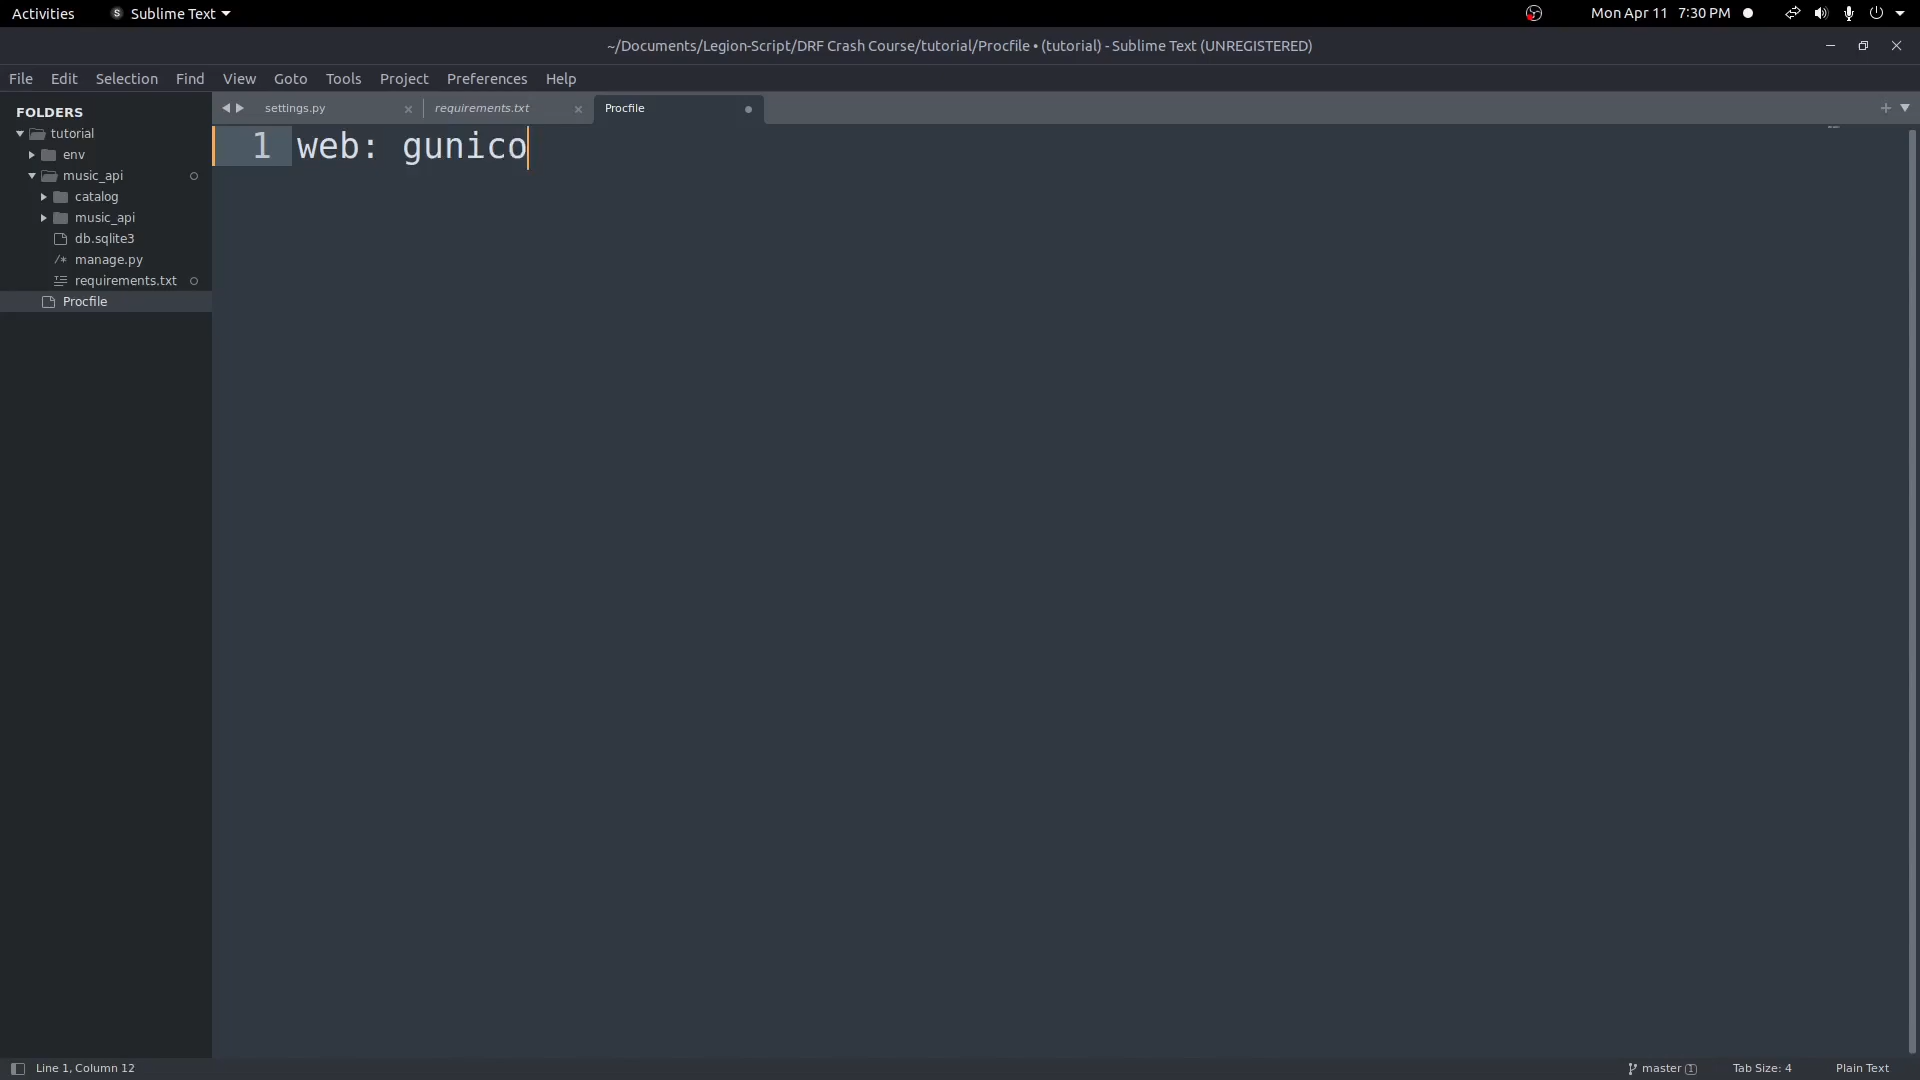 Activities
Sublime Text
Mon Apr 11 7:30 PM
~/Documents/Legion-Script/DRF Crash Course/tutorial/Procfile • (tutorial) - Sublime Text (UNREGISTERED)
File Edit Selection Find View Goto Tools Project Preferences Help
FOLDERS
tutorial
env
music_api
catalog
music_api
db.sqlite3
manage.py
requirements.txt
Procfile
settings.py
requirements.txt
Procfile
1 web: gunico
Line 1, Column 12
master 1
Tab Size: 4
Plain Text